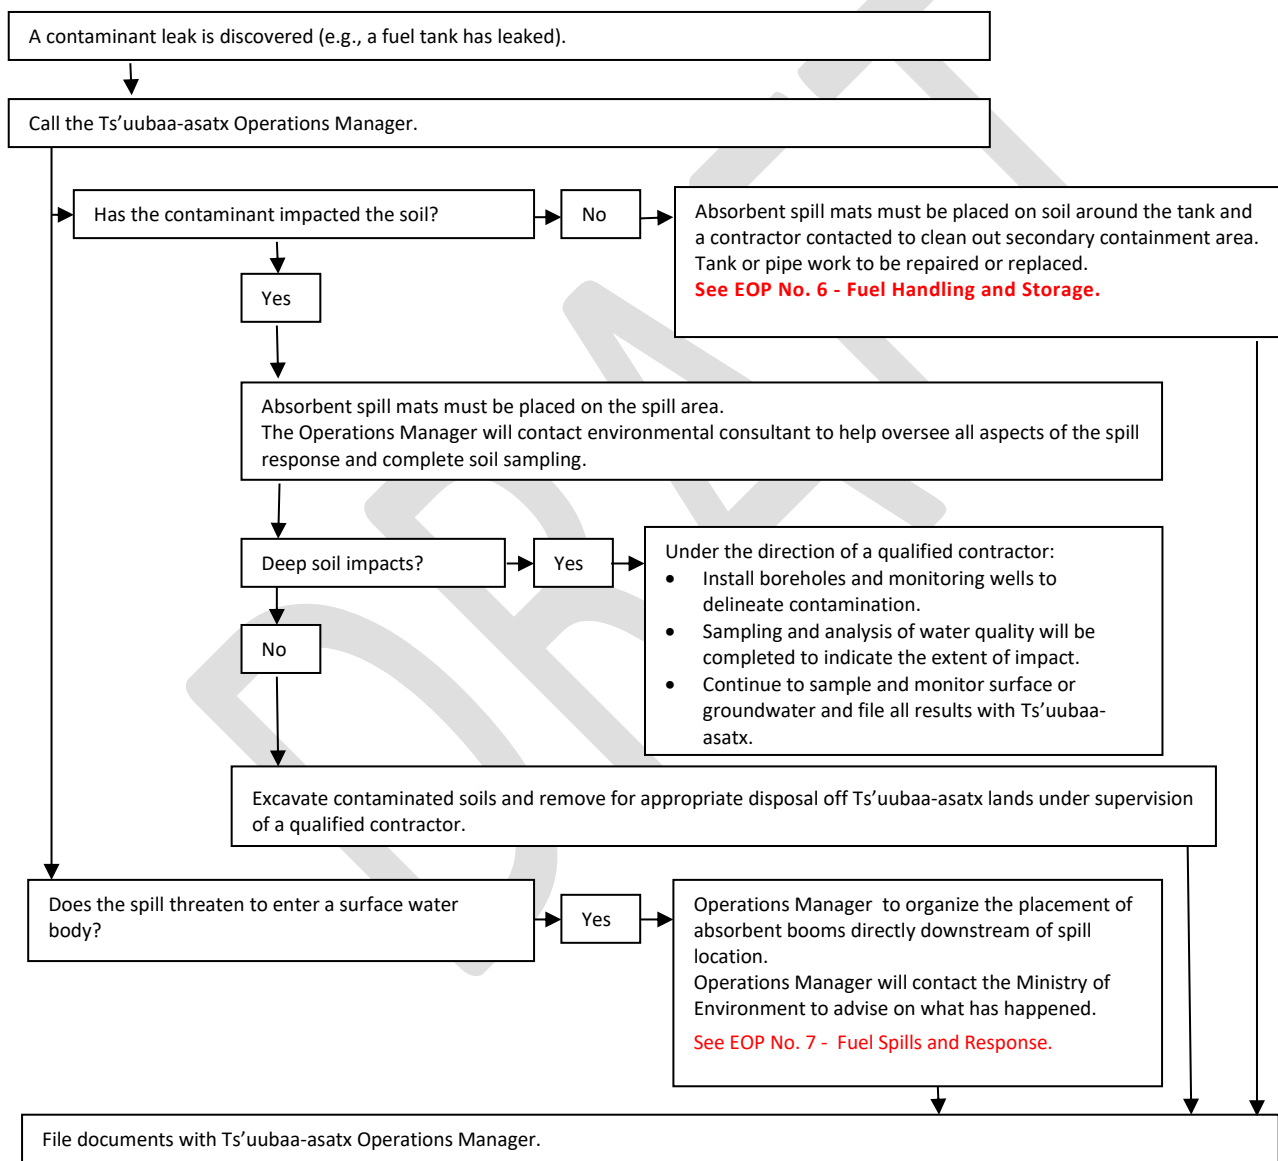 A contaminant leak is discovered (e.g., a fuel tank has leaked).
Call the Ts'uubaa-asatx Operations Manager.
Has the contaminant impacted the soil?
No
Absorbent spill mats must be placed on soil around the tank and
a contractor contacted to clean out secondary containment area.
Tank or pipe work to be repaired or replaced.
See EOP No. 6 - Fuel Handling and Storage.
Yes
Absorbent spill mats must be placed on the spill area.
The Operations Manager will contact environmental consultant to help oversee all aspects of the spill
response and complete soil sampling.
Deep soil impacts?
Yes
Under the direction of a qualified contractor:
• Install boreholes and monitoring wells to
delineate contamination.
• Sampling and analysis of water quality will be
completed to indicate the extent of impact.
• Continue to sample and monitor surface or
groundwater and file all results with Ts'uubaa-
asatx.
No
Excavate contaminated soils and remove for appropriate disposal off Ts'uubaa-asatx lands under supervision
of a qualified contractor.
Does the spill threaten to enter a surface water
body?
Yes
Operations Manager  to organize the placement of
absorbent booms directly downstream of spill
location.
Operations Manager will contact the Ministry of
Environment to advise on what has happened.
See EOP No. 7 -  Fuel Spills and Response.
File documents with Ts'uubaa-asatx Operations Manager.
DRAFT